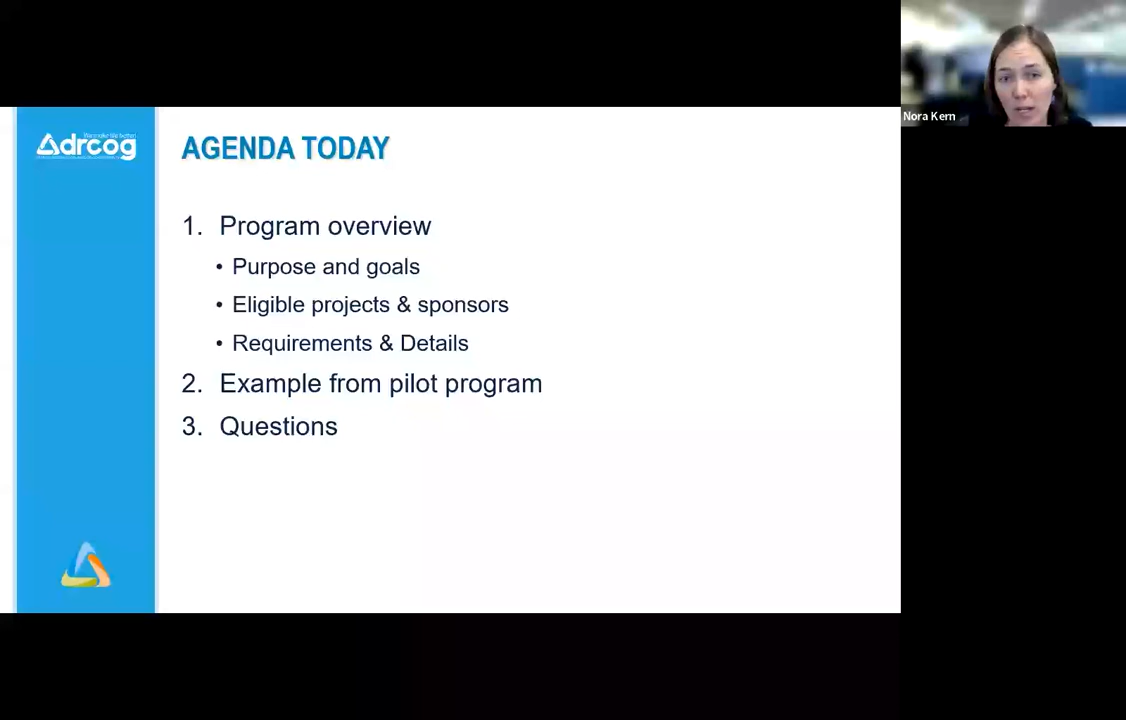 drcog
AGENDA TODAY
1. Program overview
• Purpose and goals
• Eligible projects & sponsors
• Requirements & Details
2. Example from pilot program
3. Questions
Nora Kern